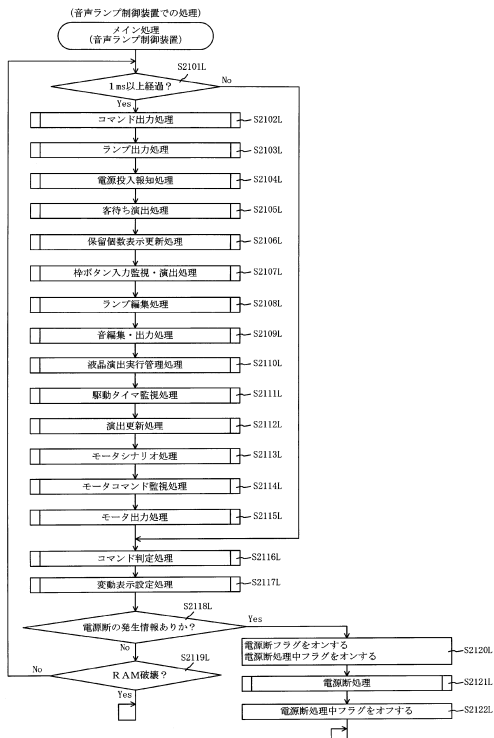 (音声ランプ制御装置での処理)
メイン処理
(音声ランプ制御装置)
S2101L
1ms以上経過?
No
Yes
コマンド出力処理 S2102L
ランプ出力処理 S2103L
電源投入報知処理 S2104L
客待ち演出処理 S2105L
保留個数表示更新処理 S2106L
枠ボタン入力監視・演出処理 S2107L
ランプ編集処理 S2108L
音編集・出力処理 S2109L
液晶演出実行管理処理 S2110L
駆動タイマ監視処理 S2111L
演出更新処理 S2112L
モータシナリオ処理 S2113L
モータコマンド監視処理 S2114L
モータ出力処理 S2115L
コマンド判定処理 S2116L
変動表示設定処理 S2117L
S2118L
電源断の発生情報ありか?
Yes
No
電源断フラグをオンする
電源断処理中フラグをオンする S2120L
S2119L
RAM破壊?
No
Yes
電源断処理 S2121L
電源断処理中フラグをオフする S2122L